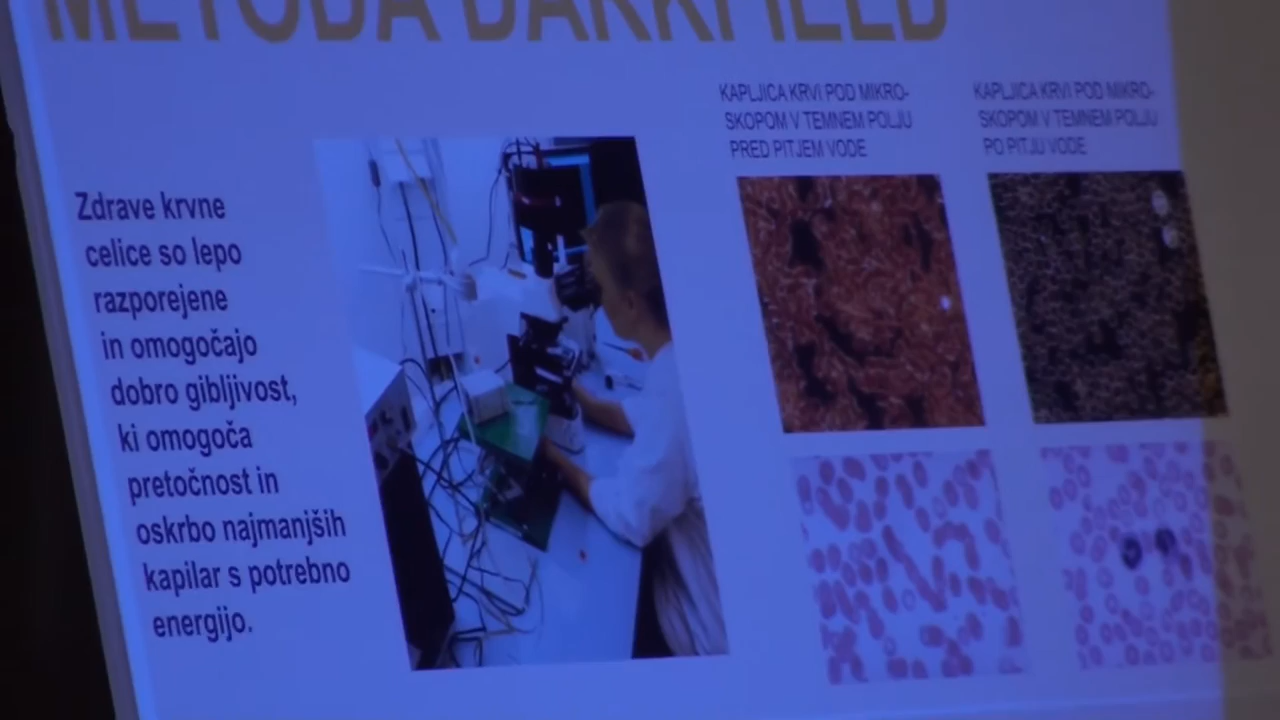 METODA DARKFIELD
KAPLJICA KRVI POD MIKRO-
SKOPOM V TEMNEM POLJU
PRED PITJEM VODE
KAPLJICA KRVI POD MIKRO-
SKOPOM V TEMNEM POLJU
PO PITJU VODE
Zdrave krvne
celice so lepo
razporejene
in omogočajo
dobro gibljivost,
ki omogoča
pretočnost in
oskrbo najmanjših
kapilar s potrebno
energijo.